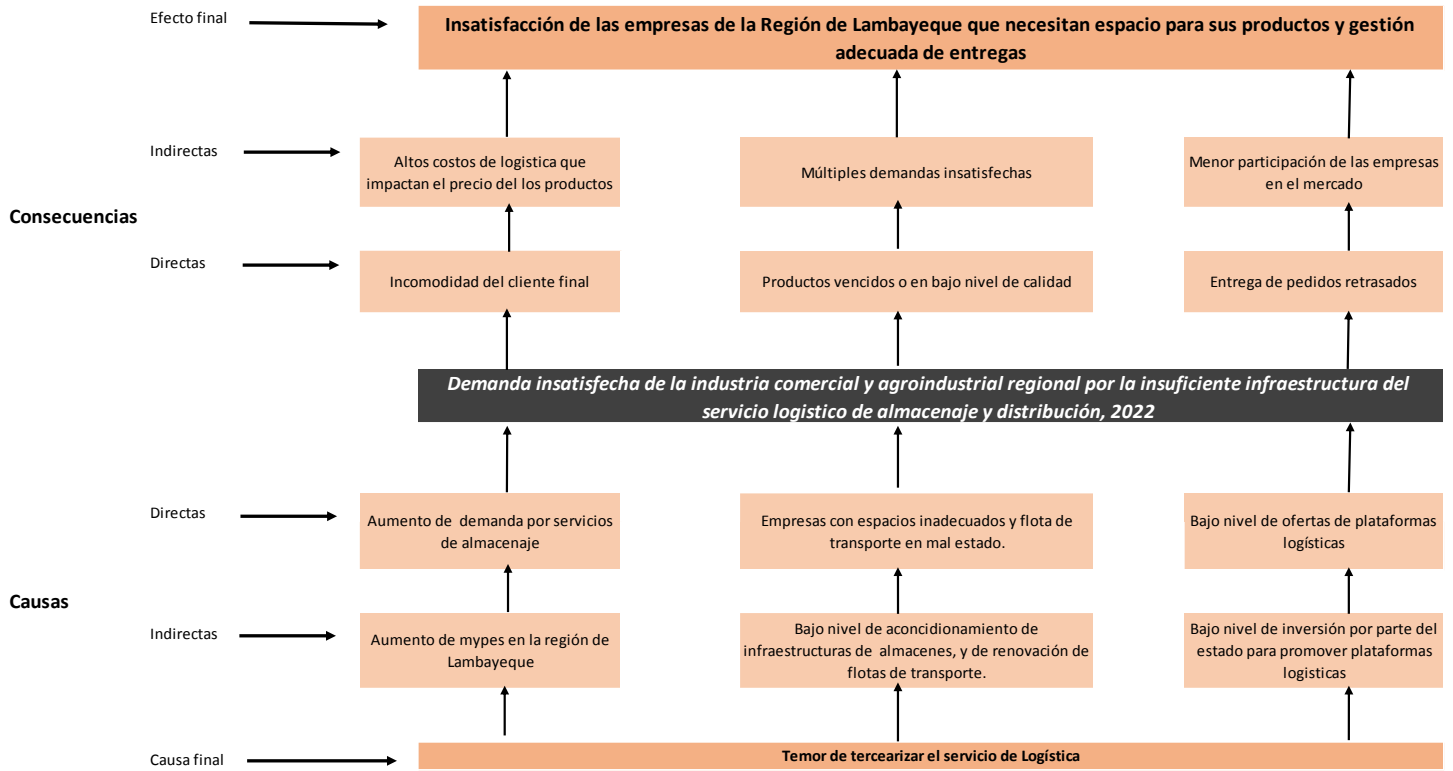 Efecto final
Insatisfacción de las empresas de la Región de Lambayeque que necesitan espacio para sus productos y gestión
adecuada de entregas
Indirectas
Altos costos de logistica que
impactan el precio del los productos
Múltiples demandas insatisfechas
Menor participación de las empresas
en el mercado
Consecuencias
Directas
Incomodidad del cliente final
Productos vencidos o en bajo nivel de calidad
Entrega de pedidos retrasados
Demanda insatisfecha de la industria comercial y agroindustrial regional por la insuficiente infraestructura del
servicio logistico de almacenaje y distribución, 2022
Directas
Aumento de demanda por servicios
de almacenaje
Empresas con espacios inadecuados y flota de
transporte en mal estado.
Bajo nivel de ofertas de plataformas
logísticas
Causas
Indirectas
Aumento de mypes en la región de
Lambayeque
Bajo nivel de aconcidionamiento de
infraestructuras de almacenes, y de renovación de
flotas de transporte.
Bajo nivel de inversión por parte del
estado para promover plataformas
logisticas
Causa final
Temor de tercearizar el servicio de Logística